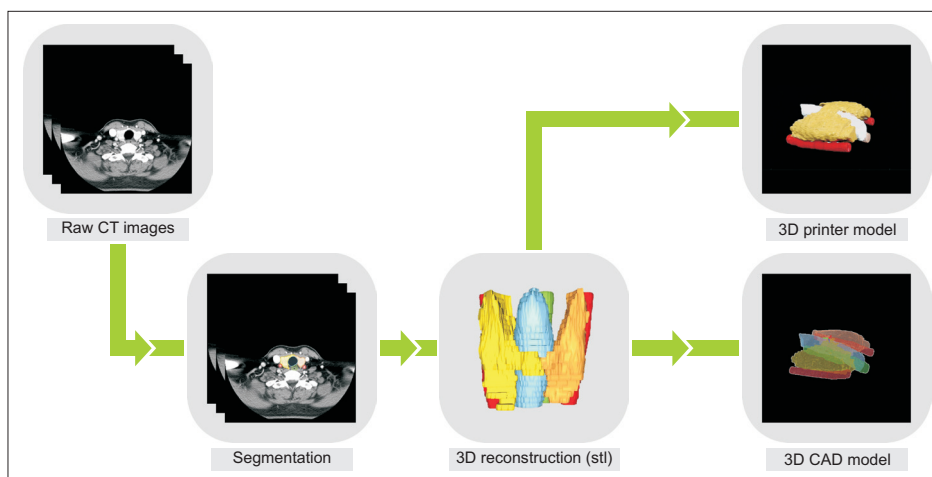 Raw CT images
Segmentation
3D reconstruction (stl)
3D printer model
3D CAD model